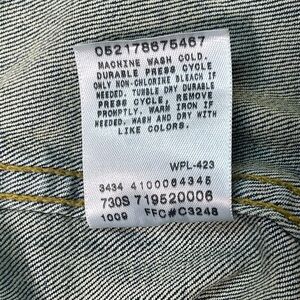 052178675467
MACHINE WASH COLD.
DURABLE PRESS CYCLE
ONLY NON-CHLORINE BLEACH IF
NEEDED. TUMBLE DRY DURABLE
PRESS CYCLE, REMOVE
PROMPTLY. WARM IRON IF
NEEDED. WASH AND DRY WITH
LIKE COLORS.
WPL-423
3434 4100064345
730S 719520006
1009 FFC#C3248